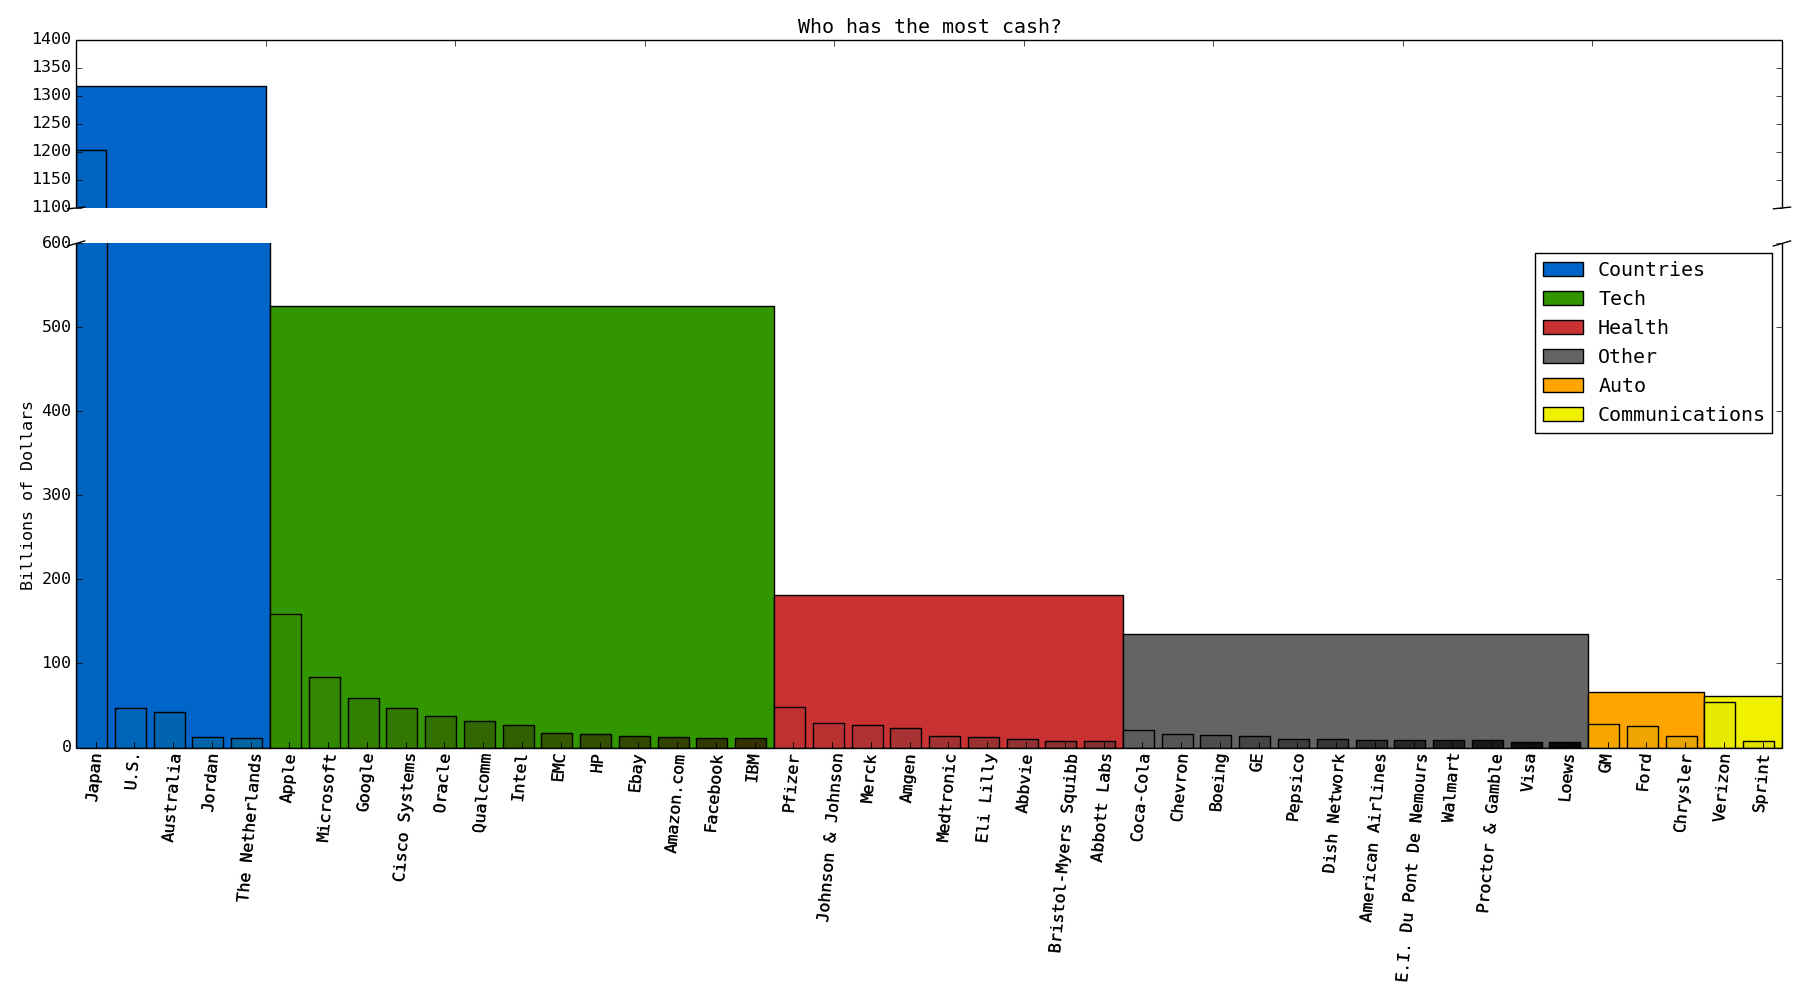 Who has the most cash?
1400
1350
1300
1250
1200
1150
1100
600
500
400
300
200
100
0
Billions of Dollars
Countries
Tech
Health
Other
Auto
Communications
Japan
U.S.
Australia
Jordan
The Netherlands
Apple
Microsoft
Google
Cisco Systems
Oracle
Qualcomm
Intel
EMC
HP
Ebay
Amazon.com
Facebook
IBM
Pfizer
Johnson & Johnson
Merck
Amgen
Medtronic
Eli Lilly
Abbvie
Bristol-Myers Squibb
Abbott Labs
Coca-Cola
Chevron
Boeing
GE
Pepsico
Dish Network
American Airlines
E.I. Du Pont De Nemours
Walmart
Proctor & Gamble
Visa
Loews
GM
Ford
Chrysler
Verizon
Sprint